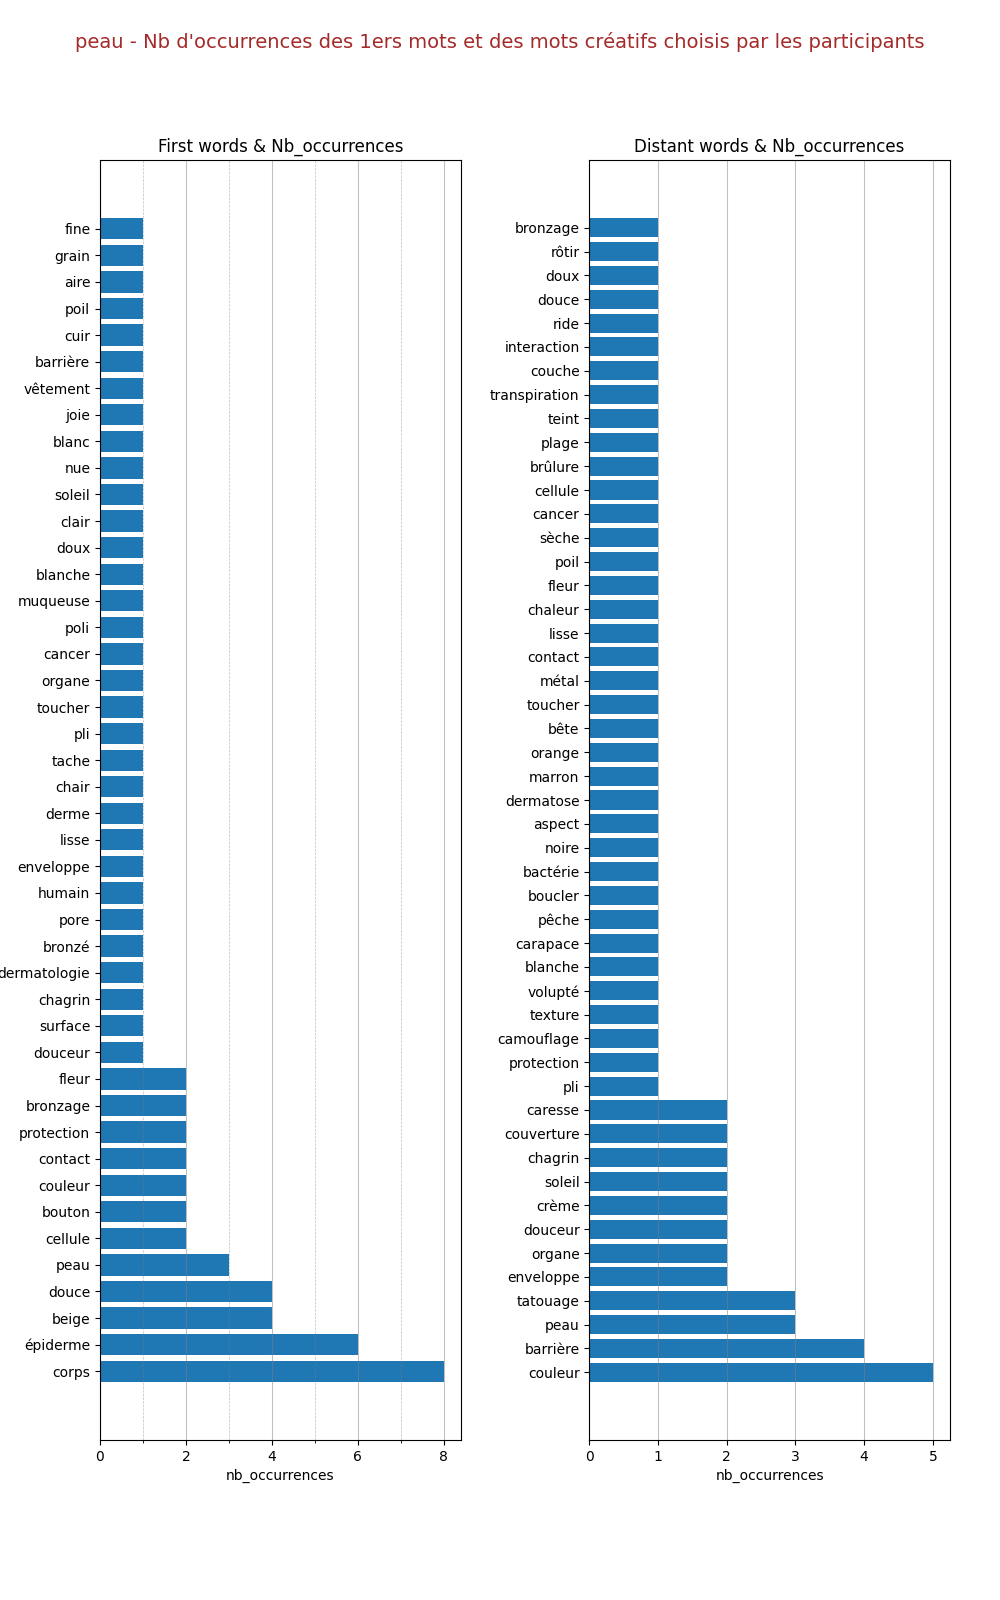 peau - Nb d'occurrences des 1ers mots et des mots créatifs choisis par les participants
First words & Nb_occurrences
fine
grain
aire
poil
cuir
barrière
vêtement
joie
blanc
nue
soleil
clair
doux
blanche
muqueuse
poli
cancer
organe
toucher
pli
tache
chair
derme
lisse
enveloppe
humain
pore
bronzé
dermatologie
chagrin
surface
douceur
fleur
bronzage
protection
contact
couleur
bouton
cellule
peau
douce
beige
épiderme
corps
0 2 4 6 8
nb_occurrences
Distant words & Nb_occurrences
bronzage
rôtir
doux
douce
ride
interaction
couche
transpiration
teint
plage
brûlure
cellule
cancer
sèche
poil
fleur
chaleur
lisse
contact
métal
toucher
bête
orange
marron
dermatose
aspect
noire
bactérie
boucler
pêche
carapace
blanche
volupté
texture
camouflage
protection
pli
caresse
couverture
chagrin
soleil
crème
douceur
organe
enveloppe
tatouage
peau
barrière
couleur
0 1 2 3 4 5
nb_occurrences